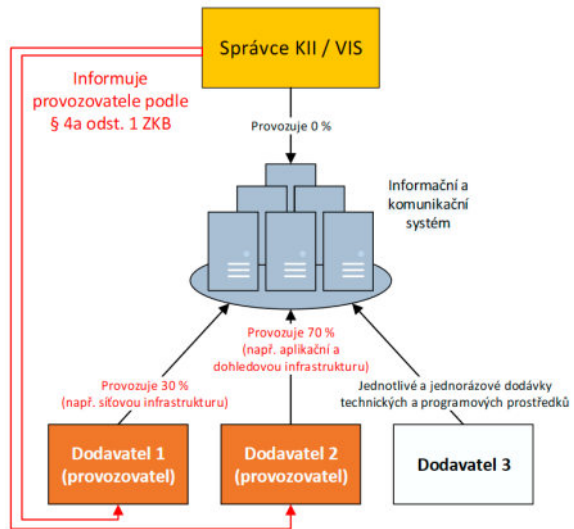 Správce KII / VIS
Informuje
provozovatele podle
§ 4a odst. 1 ZKB
Provozuje 0 %
Informační a
komunikační
systém
Provozuje 70 %
(např. aplikační a
dohledovou infrastrukturu)
Provozuje 30 %
(např. síťovou infrastrukturu)
Jednotlivé a jednorázové dodávky
technických a programových prostředků
Dodavatel 1
(provozovatel)
Dodavatel 2
(provozovatel)
Dodavatel 3